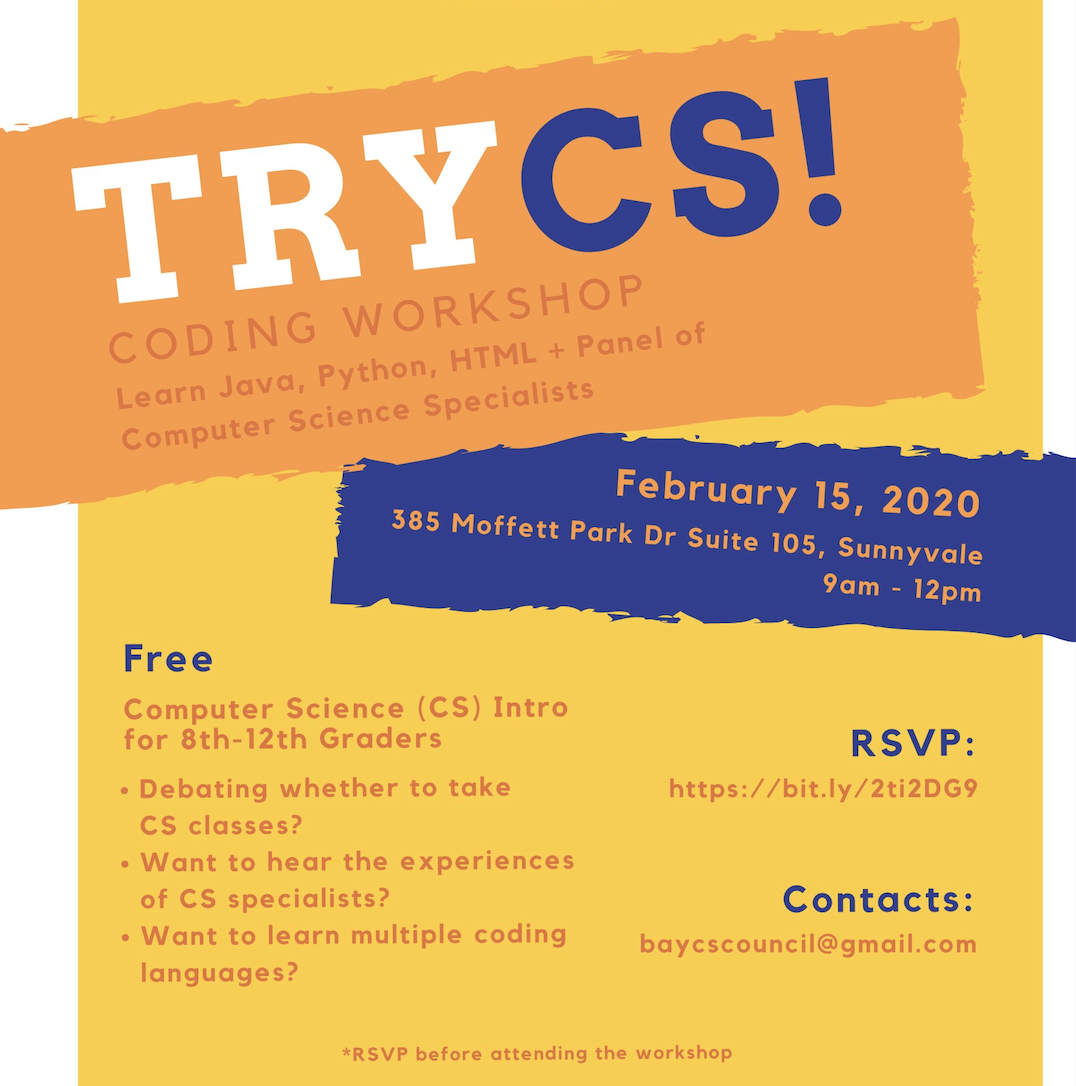 TRY CS!
CODING WORKSHOP
Learn Java, Python, HTML + Panel of
Computer Science Specialists
February 15, 2020
385 Moffett Park Dr Suite 105, Sunnyvale
9am - 12pm
Free
Computer Science (CS) Intro
for 8th-12th Graders
• Debating whether to take
CS classes?
• Want to hear the experiences
of CS specialists?
• Want to learn multiple coding
languages?
RSVP:
https://bit.ly/2ti2DG9
Contacts:
baycscouncil@gmail.com
*RSVP before attending the workshop